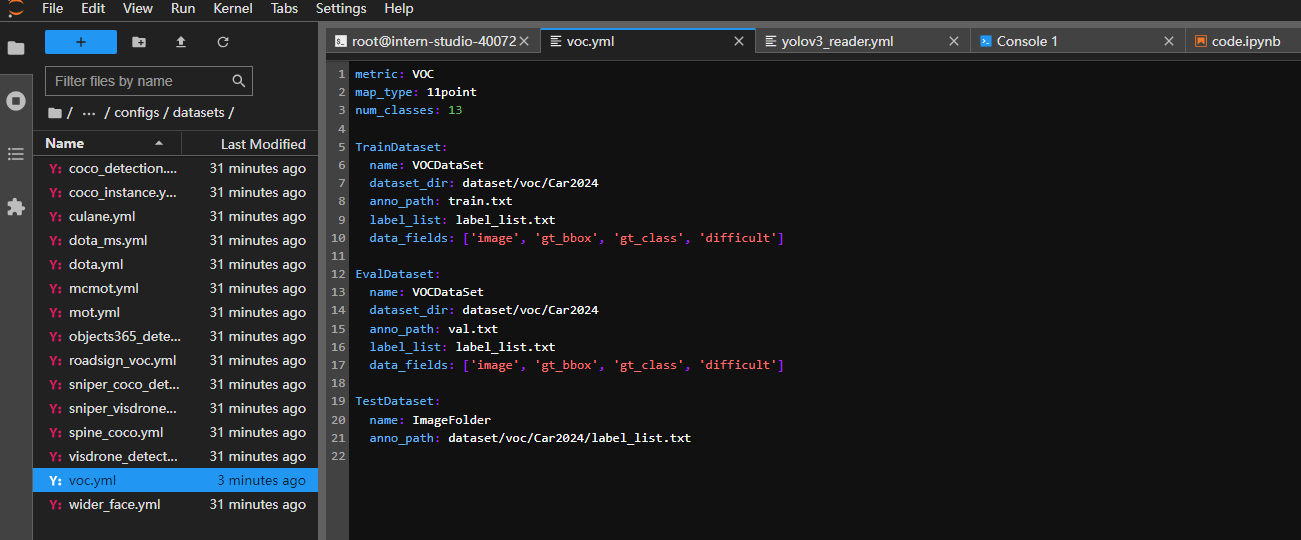 File Edit View Run Kernel Tabs Settings Help
+
root@intern-studio-40072 voc.yml yolov3_reader.yml Console 1 code.ipynb
Filter files by name
/ ... / configs / datasets /
Name Last Modified
coco_detection.... 31 minutes ago
coco_instance.y... 31 minutes ago
culane.yml 31 minutes ago
dota_ms.yml 31 minutes ago
dota.yml 31 minutes ago
mcmot.yml 31 minutes ago
mot.yml 31 minutes ago
objects365_dete... 31 minutes ago
roadsign_voc.yml 31 minutes ago
sniper_coco_det... 31 minutes ago
sniper_visdrone... 31 minutes ago
spine_coco.yml 31 minutes ago
visdrone_detect... 31 minutes ago
voc.yml 3 minutes ago
wider_face.yml 31 minutes ago
1 metric: VOC
2 map_type: 11point
3 num_classes: 13
4
5 TrainDataset:
6 name: VOCDataSet
7 dataset_dir: dataset/voc/Car2024
8 anno_path: train.txt
9 label_list: label_list.txt
10 data_fields: ['image', 'gt_bbox', 'gt_class', 'difficult']
11
12 EvalDataset:
13 name: VOCDataSet
14 dataset_dir: dataset/voc/Car2024
15 anno_path: val.txt
16 label_list: label_list.txt
17 data_fields: ['image', 'gt_bbox', 'gt_class', 'difficult']
18
19 TestDataset:
20 name: ImageFolder
21 anno_path: dataset/voc/Car2024/label_list.txt
22